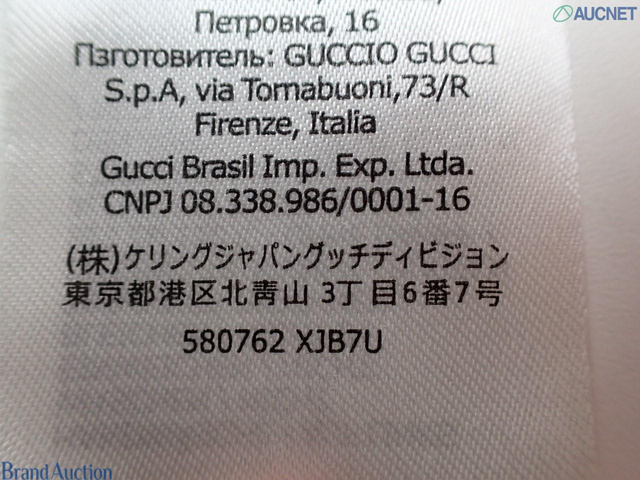 Петровка, 16
Пзготовитель: GUCCIO GUCCI
S.p.A, via Tornabuoni,73/R
Firenze, Italia
Gucci Brasil Imp. Exp. Ltda.
CNPJ 08.338.986/0001-16
(株)ケリングジャパングッチディビジョン
東京都港区北青山 3丁目6番7号
580762 XJB7U
AUCNET
BrandAuction